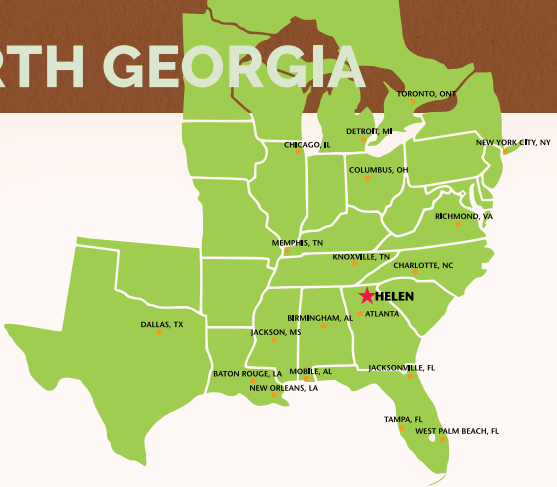 RTH GEORGIA
TORONTO, ONT
DETROIT, MI
CHICAGO, IL
NEW YORK CITY, NY
COLUMBUS, OH
RICHMOND, VA
MEMPHIS, TN
KNOXVILLE, TN
CHARLOTTE, NC
HELEN
ATLANTA
BIRMINGHAM, AL
DALLAS, TX
JACKSON, MS
BATON ROUGE, LA
MOBILE, AL
JACKSONVILLE, FL
NEW ORLEANS, LA
TAMPA, FL
WEST PALM BEACH, FL